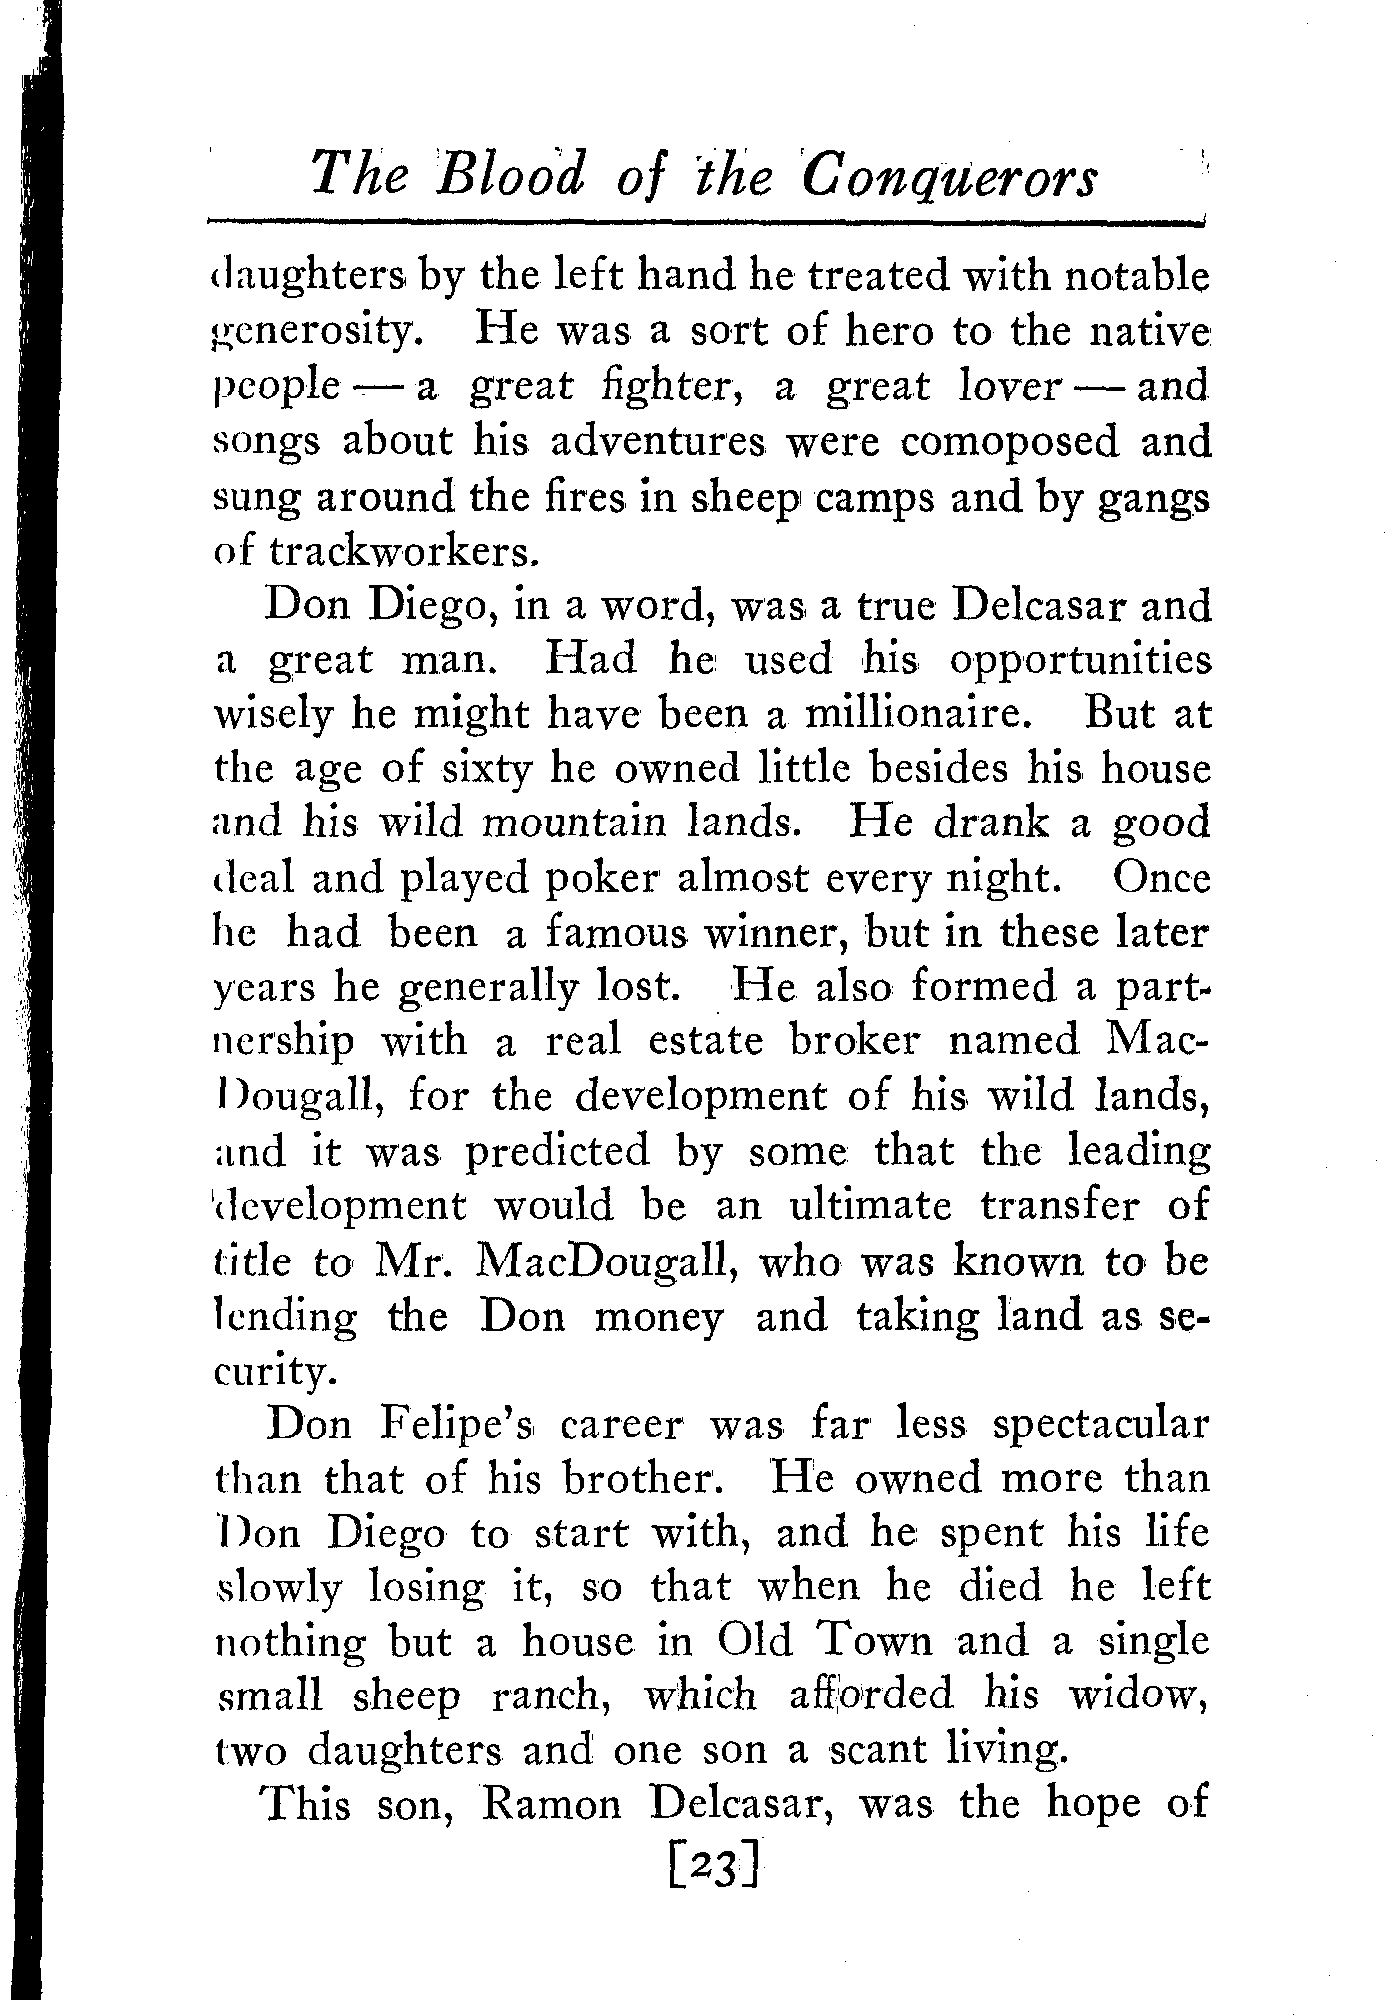 The Blood of the Conquerors
daughters by the left hand he treated with notable
generosity. He was a sort of hero to the native
people — a great fighter, a great lover — and
songs about his adventures were comoposed and
sung around the fires in sheep camps and by gangs
of trackworkers.
Don Diego, in a word, was a true Delcasar and
a great man. Had he used his opportunities
wisely he might have been a millionaire. But at
the age of sixty he owned little besides his house
and his wild mountain lands. He drank a good
deal and played poker almost every night. Once
he had been a famous winner, but in these later
years he generally lost. He also formed a part-
nership with a real estate broker named Mac-
Dougall, for the development of his wild lands,
and it was predicted by some that the leading
development would be an ultimate transfer of
title to Mr. MacDougall, who was known to be
lending the Don money and taking land as se-
curity.
Don Felipe's career was far less spectacular
than that of his brother. He owned more than
Don Diego to start with, and he spent his life
slowly losing it, so that when he died he left
nothing but a house in Old Town and a single
small sheep ranch, which afforded his widow,
two daughters and one son a scant living.
This son, Ramon Delcasar, was the hope of
[23]